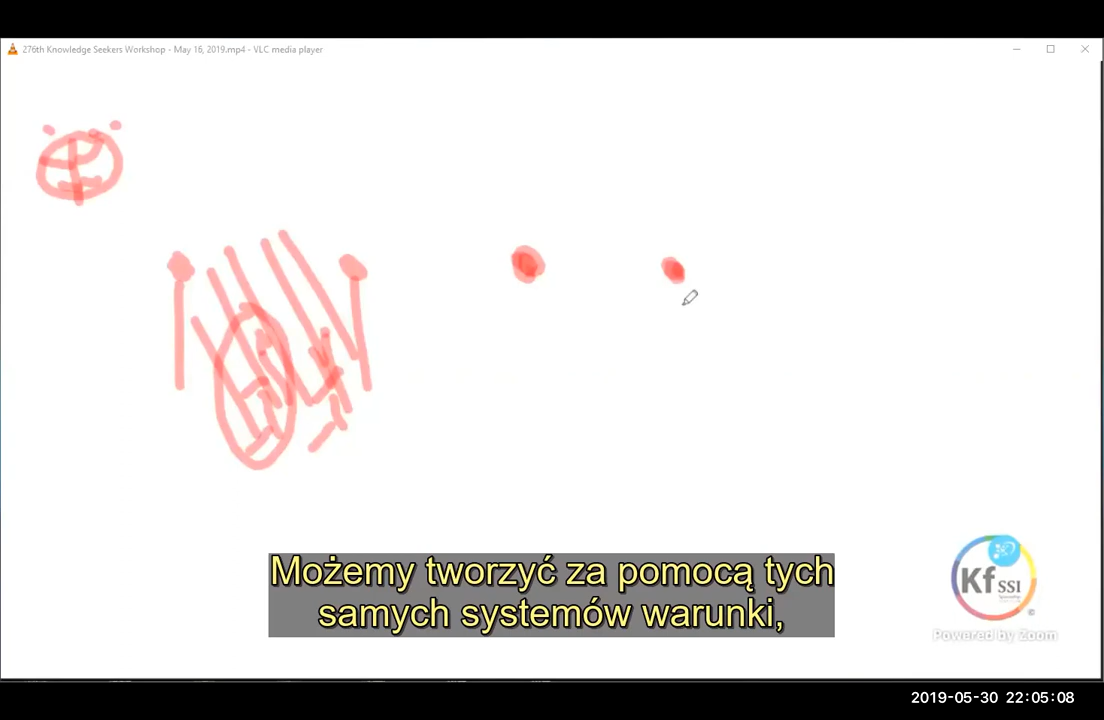 276th Knowledge Seekers Workshop - May 16, 2019.mp4 - VLC media player
Możemy tworzyć za pomocą tych
samych systemów warunki,
Kf SSI
Powered by Zoom
2019-05-30 22:05:08